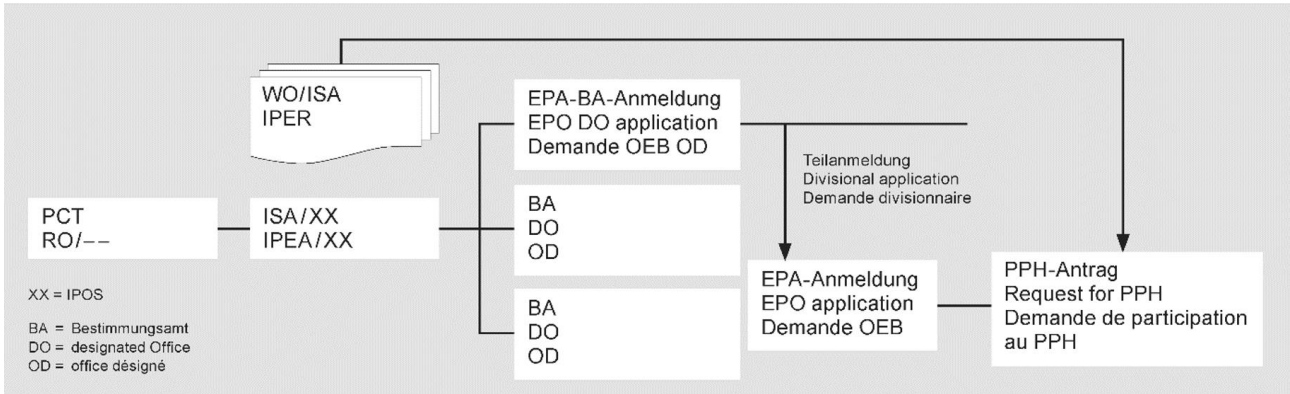 WO/ISA
IPER
EPA-BA-Anmeldung
EPO DO application
Demande OEB OD
Teilanmeldung
Divisional application
Demande divisionnaire
PCT
RO/––
ISA/XX
IPEA/XX
BA
DO
OD
BA
DO
OD
EPA-Anmeldung
EPO application
Demande OEB
PPH-Antrag
Request for PPH
Demande de participation
au PPH
XX = IPOS
BA = Bestimmungsamt
DO = designated Office
OD = office désigné